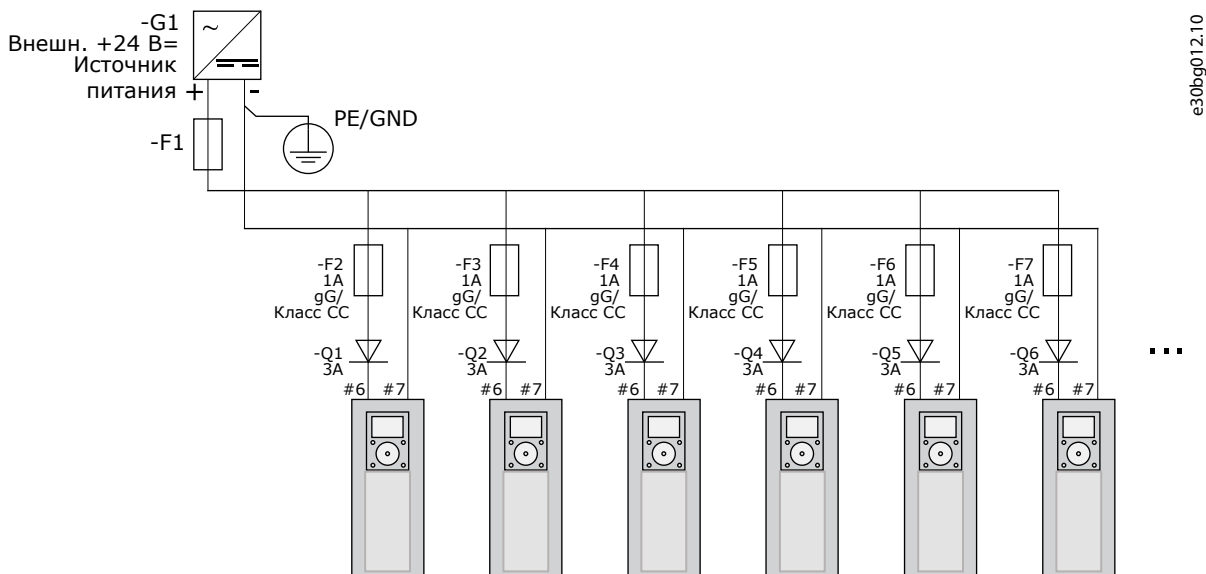 -G1
Внешн. +24 В=
Источник
питания + -
~
PE/GND
-F1
e30bg012.10
-F2
1A
gG/
Класс CC
-F3
1A
gG/
Класс CC
-F4
1A
gG/
Класс CC
-F5
1A
gG/
Класс CC
-F6
1A
gG/
Класс CC
-F7
1A
gG/
Класс CC
-Q1
3A
-Q2
3A
-Q3
3A
-Q4
3A
-Q5
3A
-Q6
3A
...
#6 #7
#6 #7
#6 #7
#6 #7
#6 #7
#6 #7